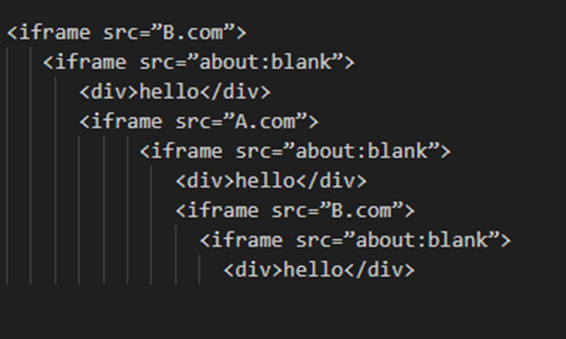 <iframe src=”B.com”>
<iframe src=”about:blank”>
<div>hello</div>
<iframe src=”A.com”>
<iframe src=”about:blank”>
<div>hello</div>
<iframe src=”B.com”>
<iframe src=”about:blank”>
<div>hello</div>